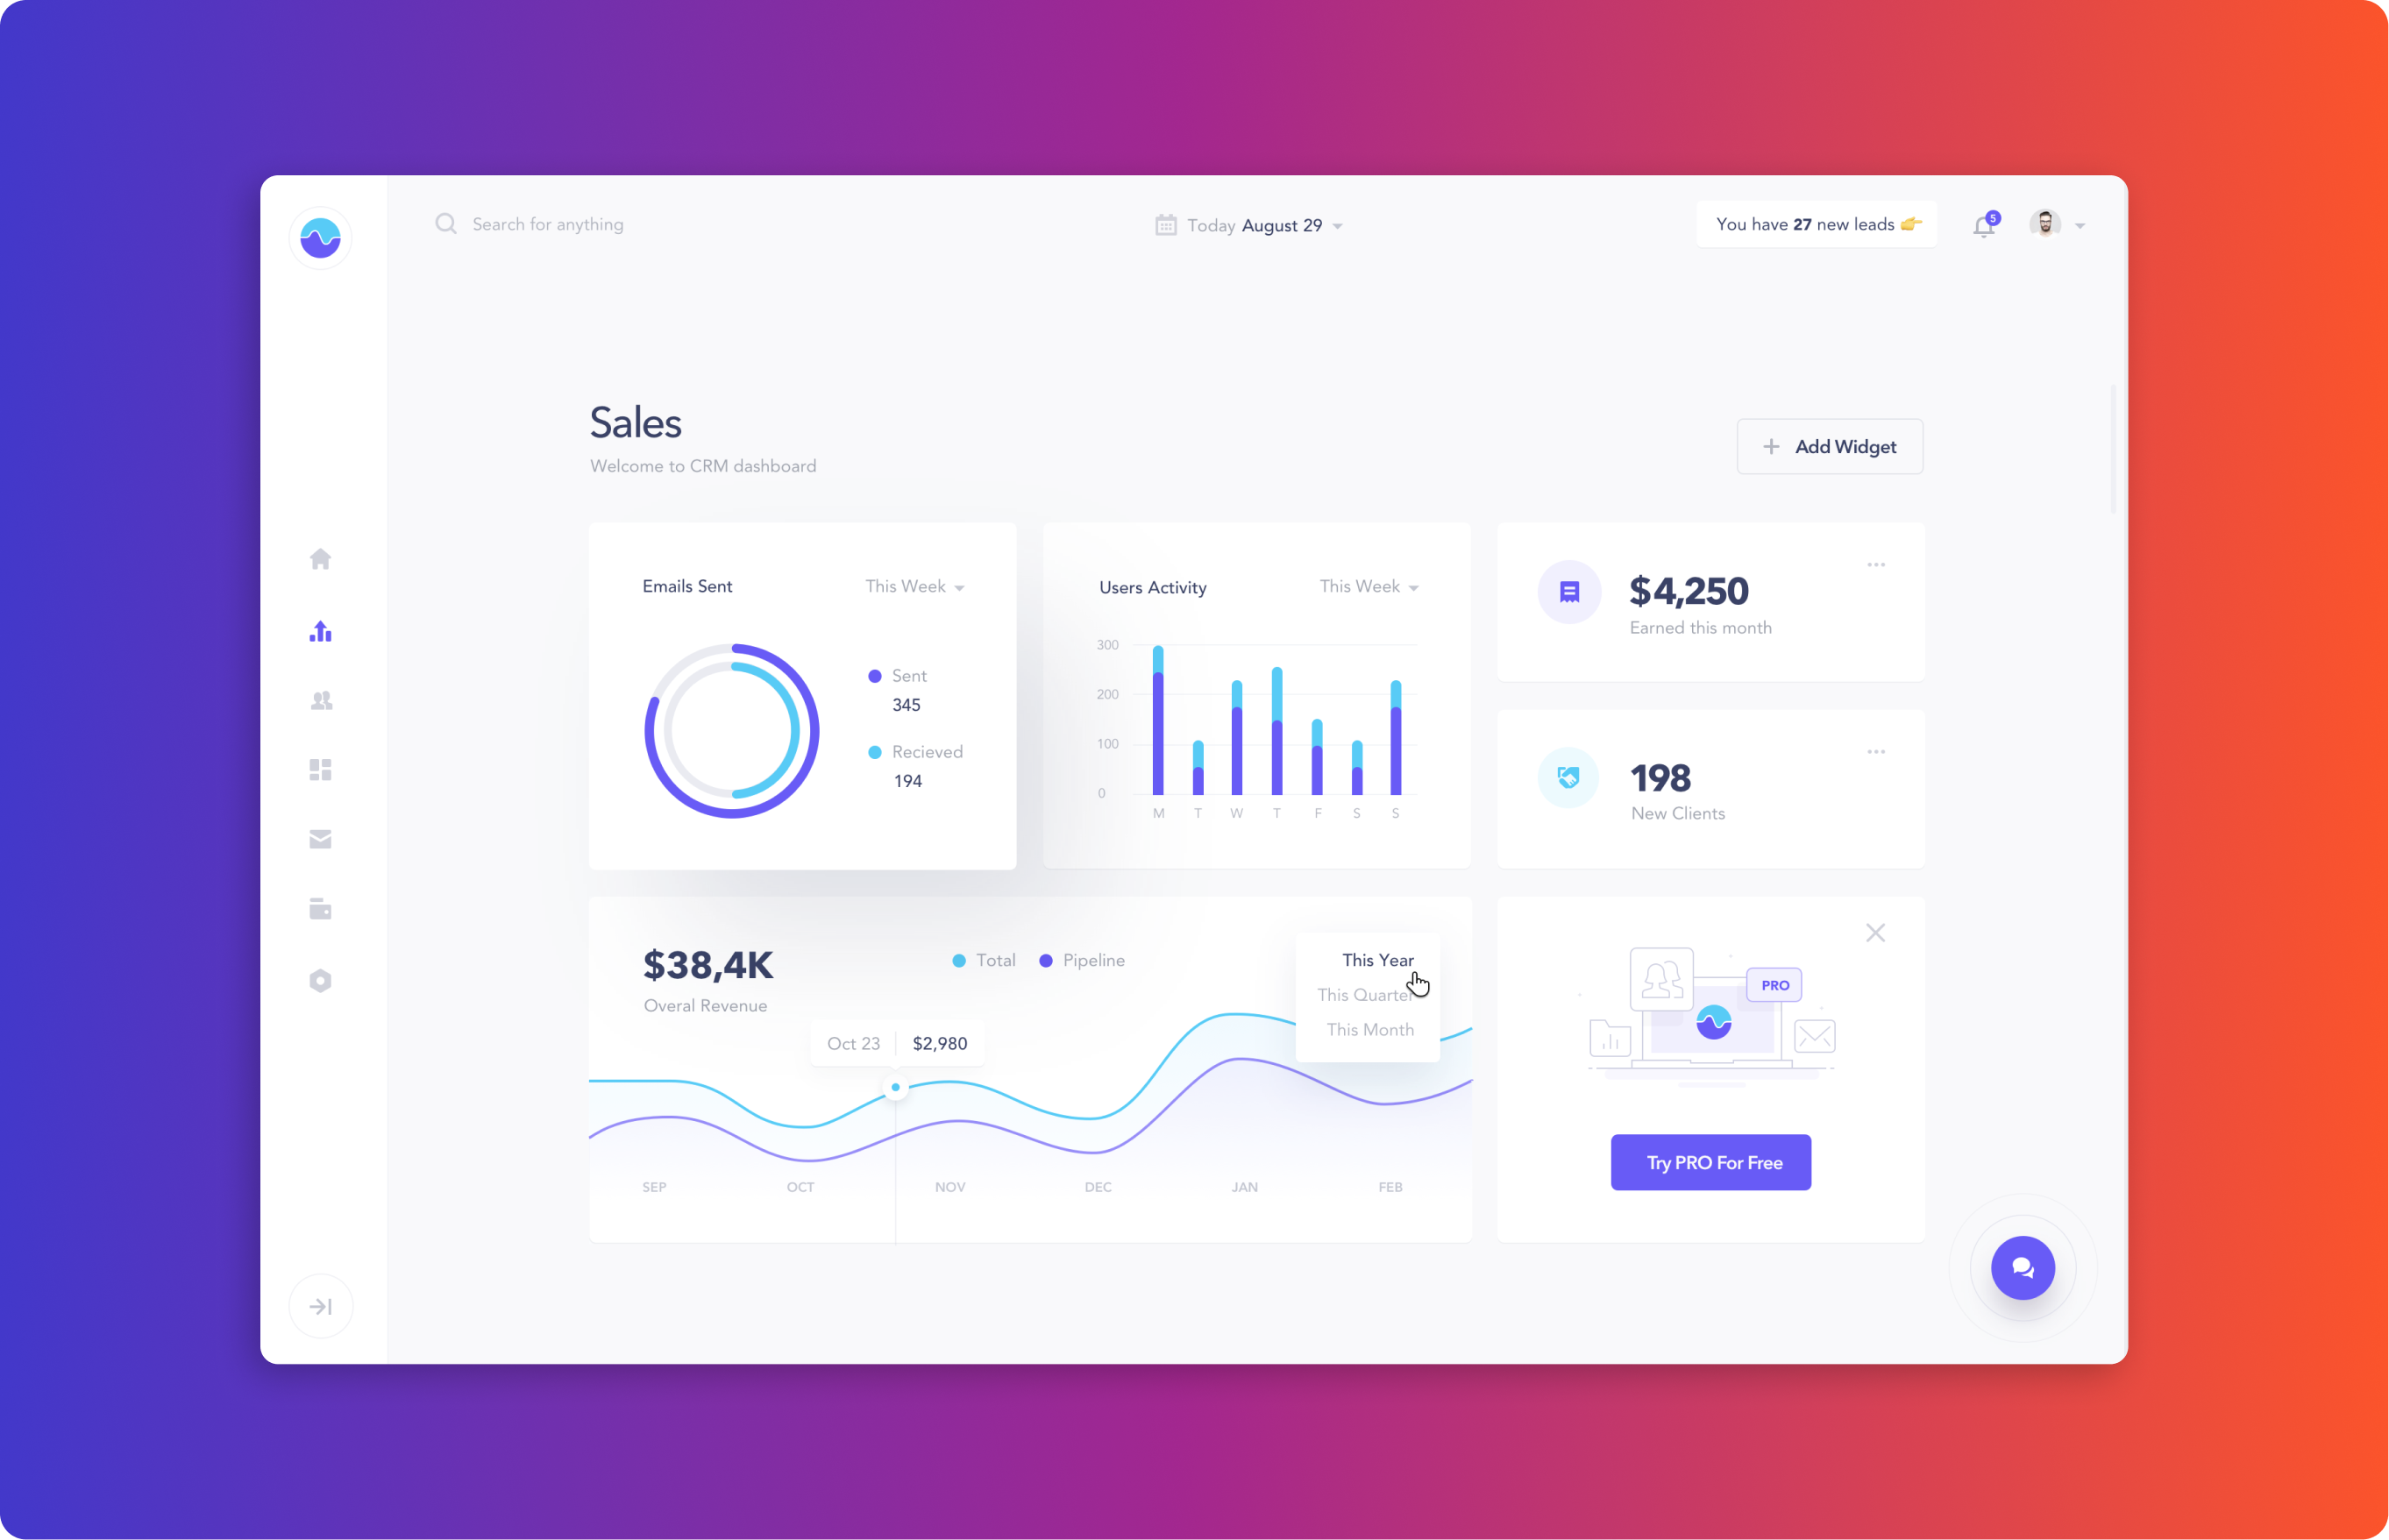 Search for anything
Today August 29
You have 27 new leads 👉
5
Sales
Welcome to CRM dashboard
+ Add Widget
Emails Sent
This Week
Sent
345
Recieved
194
Users Activity
This Week
300
200
100
0
M T W T F S S
$4,250
Earned this month
198
New Clients
$38,4K
Overal Revenue
Total
Pipeline
This Year
This Quarter
This Month
Oct 23 $2,980
SEP OCT NOV DEC JAN FEB
PRO
Try PRO For Free